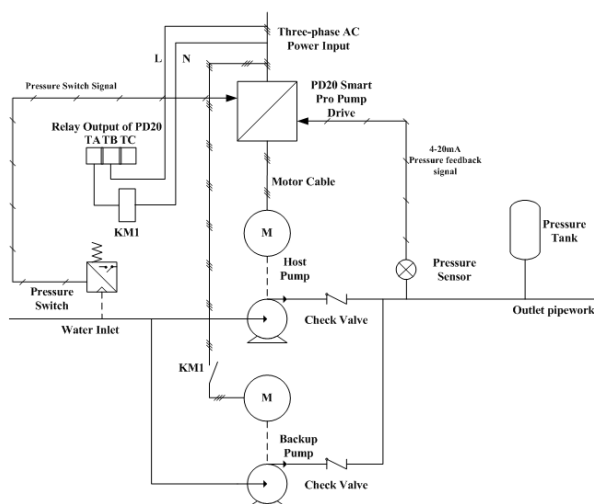 Three-phase AC
Power Input
L
N
Pressure Switch Signal
PD20 Smart
Pro Pump
Drive
Relay Output of PD20
TA TB TC
4-20mA
Pressure feedback
signal
Motor Cable
KM1
M
Pressure
Tank
Host
Pump
Pressure
Sensor
Pressure
Switch
Water Inlet
Check Valve
Outlet pipework
KM1
M
Backup
Pump
Check Valve